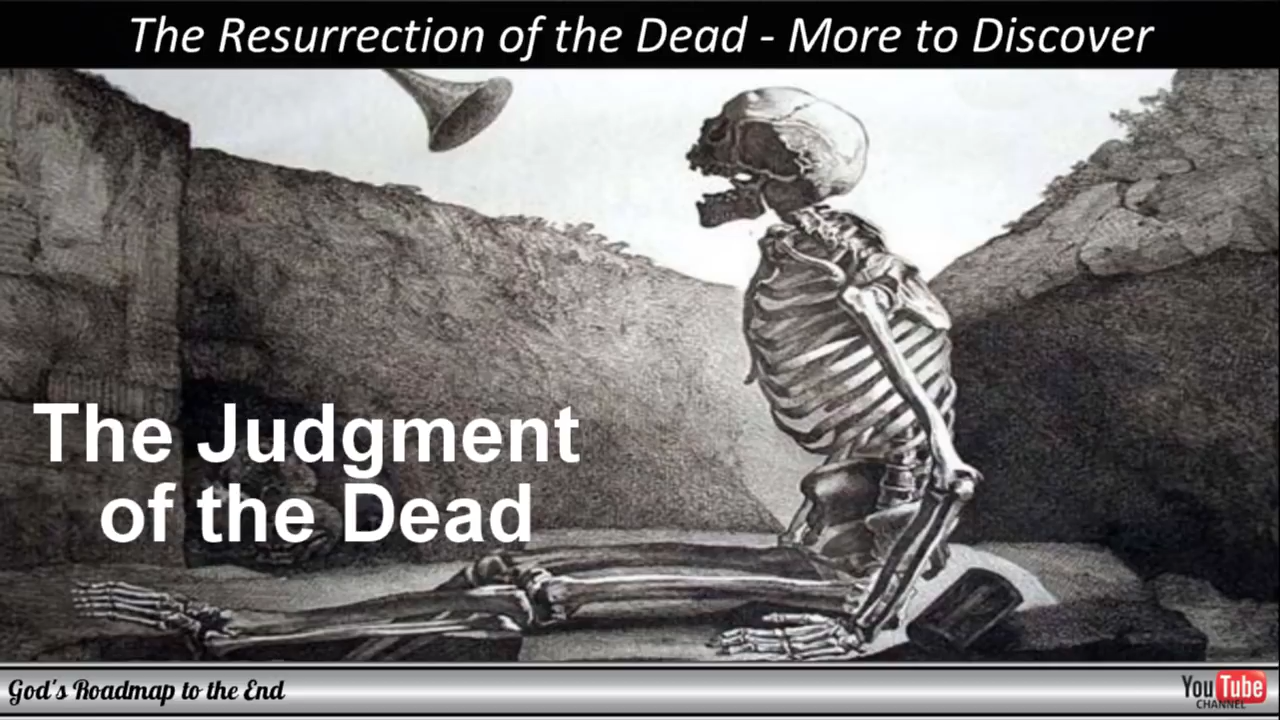 The Resurrection of the Dead - More to Discover
The Judgment
of the Dead
God's Roadmap to the End
YouTube
CHANNEL